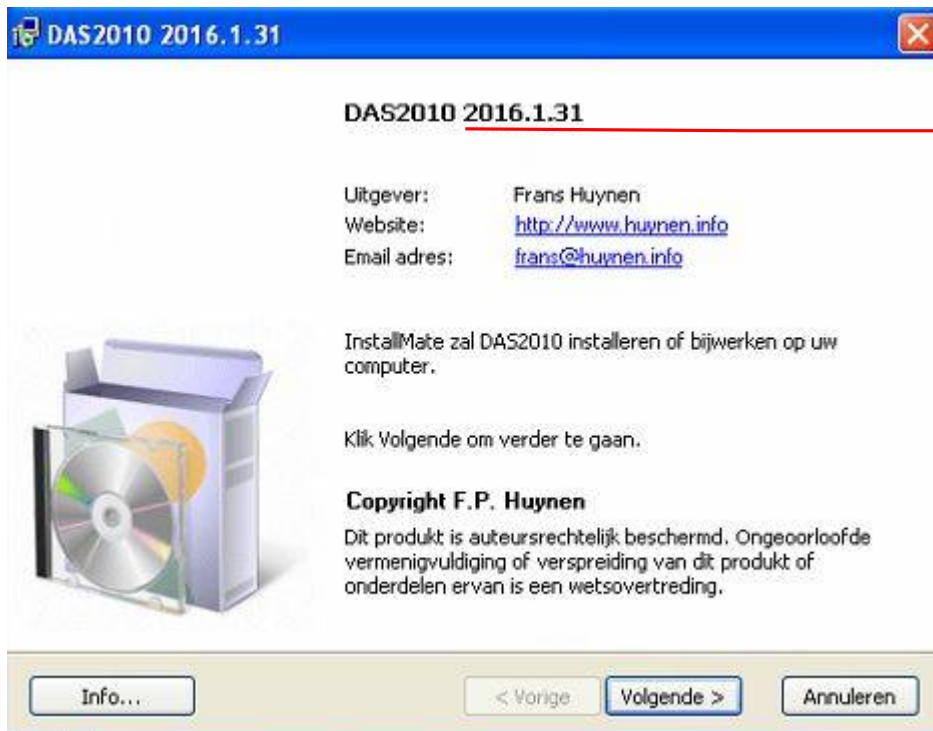 DAS2010 2016.1.31
DAS2010 2016.1.31
Uitgever: Frans Huynen
Website: http://www.huynen.info
Email adres: frans@huynen.info
InstallMate zal DAS2010 installeren of bijwerken op uw
computer.
Klik Volgende om verder te gaan.
Copyright F.P. Huynen
Dit produkt is auteursrechtelijk beschermd. Ongeoorloofde
vermenigvuldiging of verspreiding van dit produkt of
onderdelen ervan is een wetsovertreding.
Info... < Vorige Volgende > Annuleren